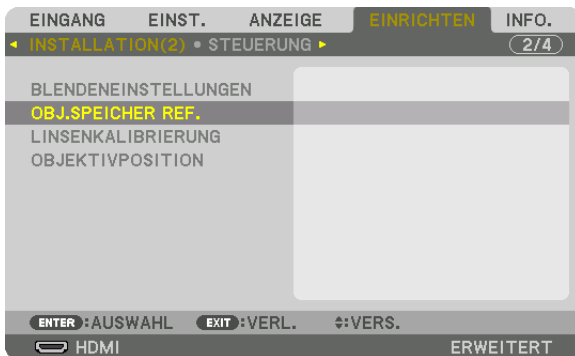 EINGANG EINST. ANZEIGE EINRICHTEN INFO.
INSTALLATION(2) • STEUERUNG 2/4
BLENDENEINSTELLUNGEN
OBJ.SPEICHER REF.
LINSENKALIBRIERUNG
OBJEKTIVPOSITION
ENTER :AUSWAHL EXIT :VERL. :VERS.
HDMI ERWEITERT